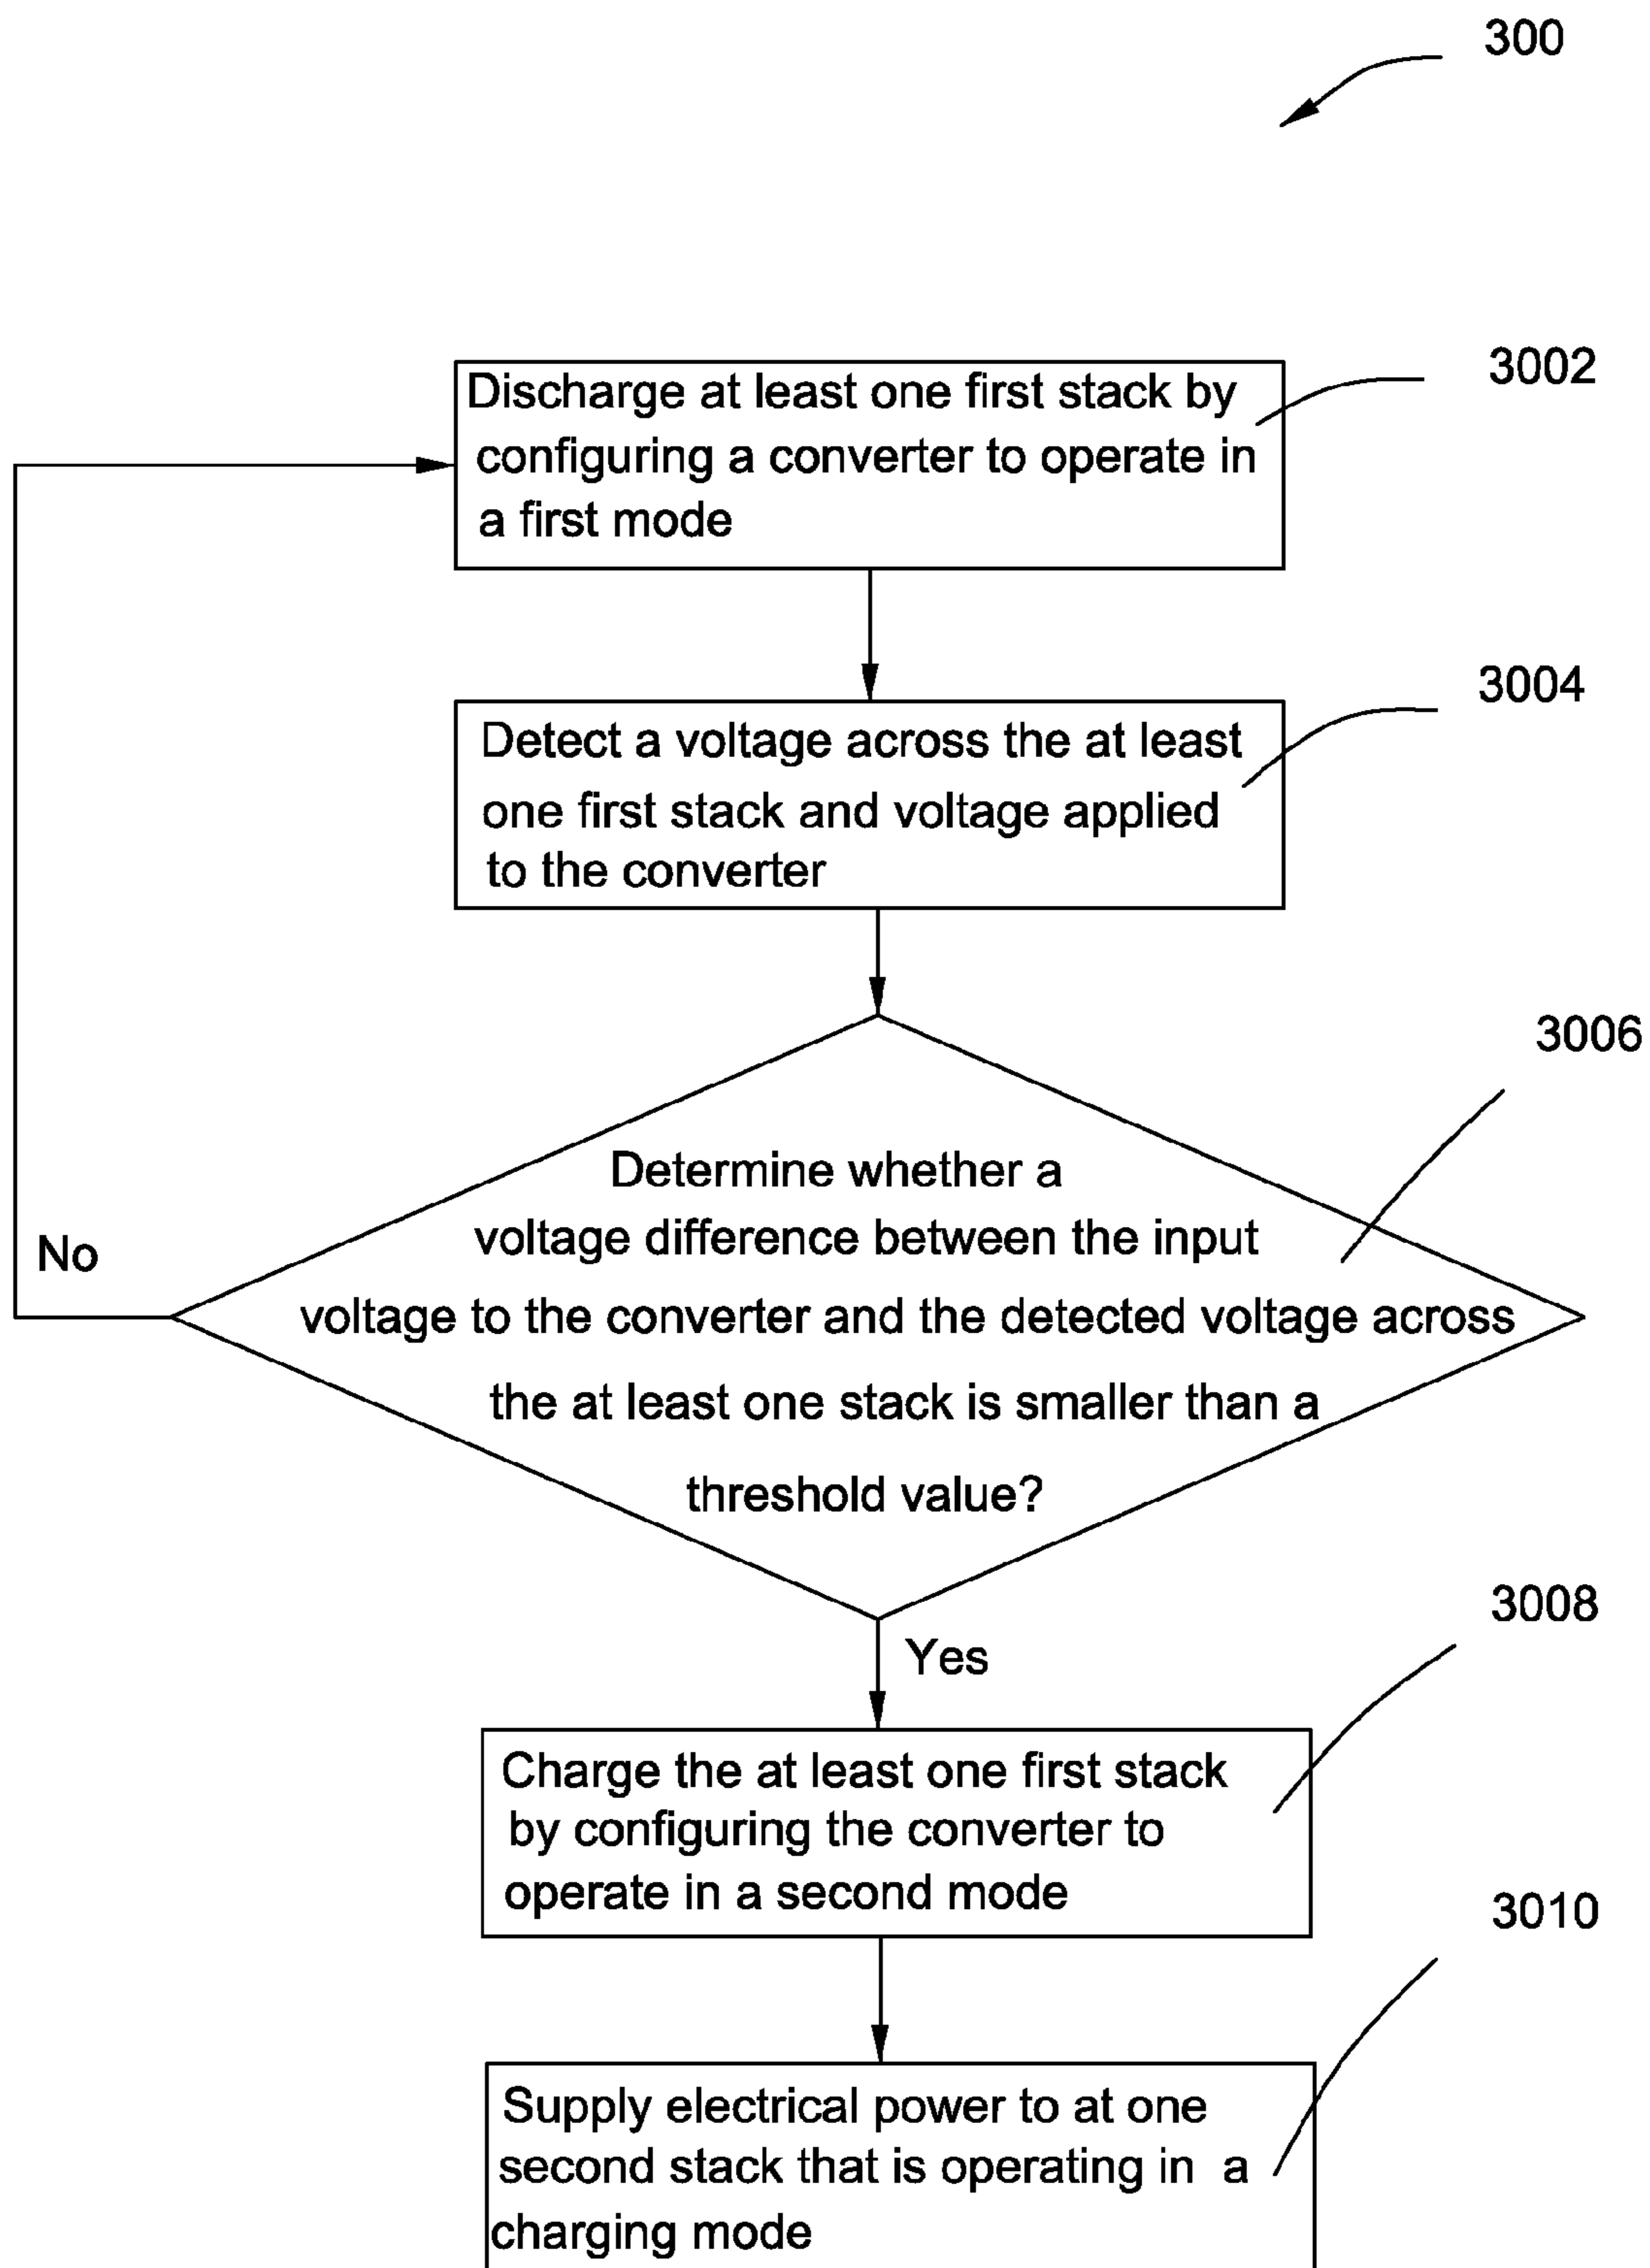 300
Discharge at least one first stack by
configuring a converter to operate in
a first mode
3002
Detect a voltage across the at least
one first stack and voltage applied
to the converter
3004
Determine whether a
voltage difference between the input
voltage to the converter and the detected voltage across
the at least one stack is smaller than a
threshold value?
3006
No
Yes
Charge the at least one first stack
by configuring the converter to
operate in a second mode
3008
Supply electrical power to at one
second stack that is operating in a
charging mode
3010